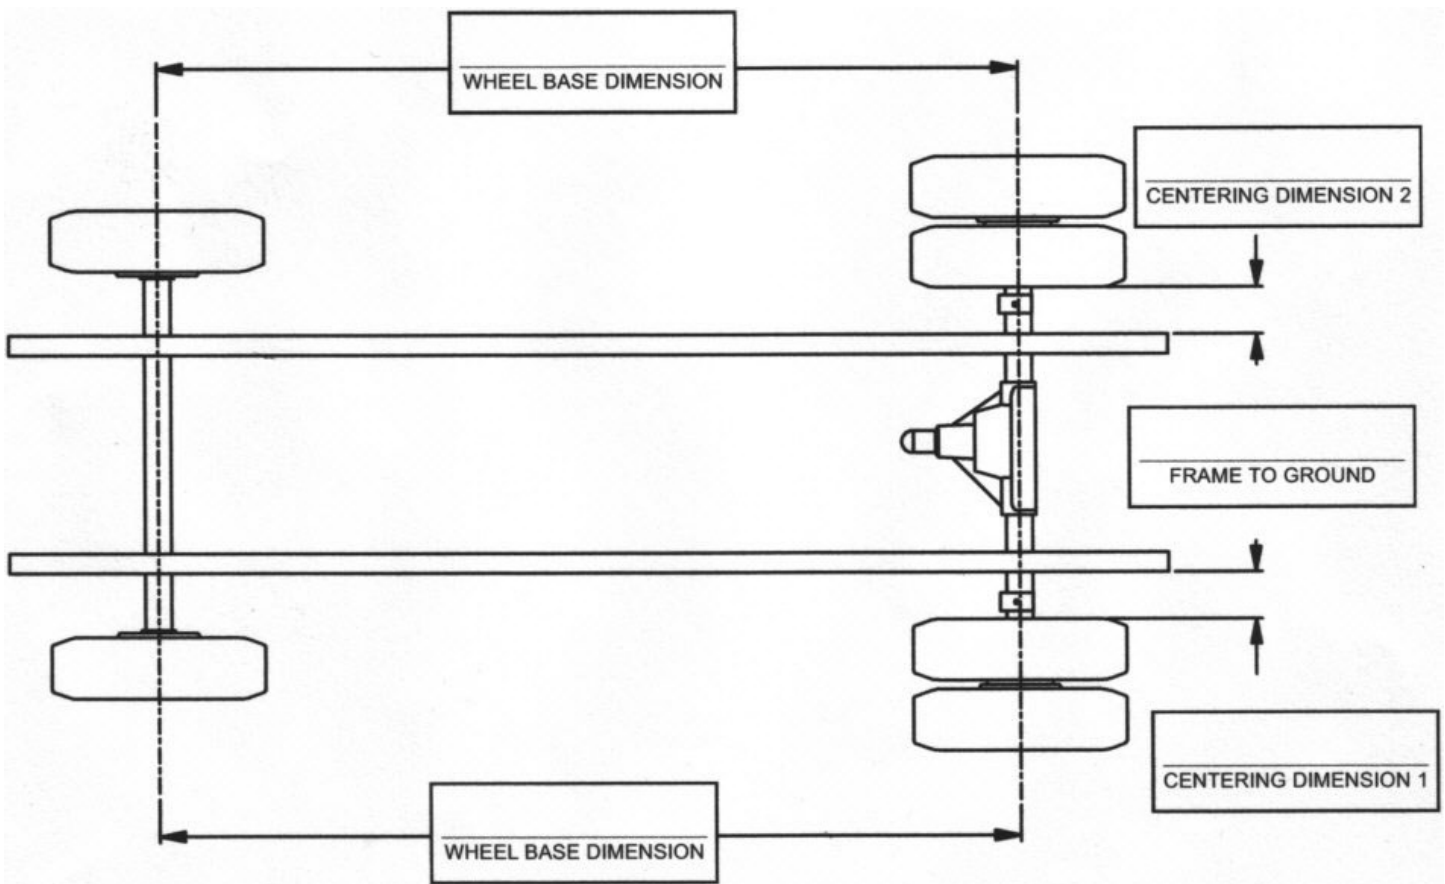 WHEEL BASE DIMENSION
CENTERING DIMENSION 2
FRAME TO GROUND
CENTERING DIMENSION 1
WHEEL BASE DIMENSION